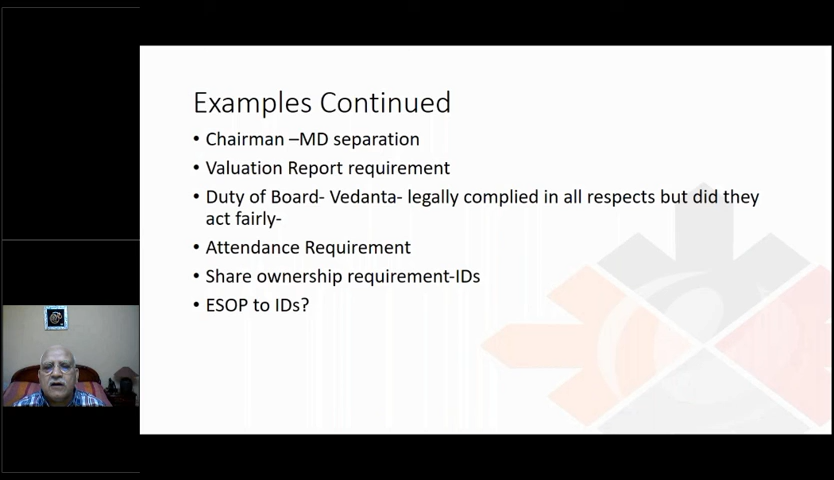 Examples Continued
• Chairman –MD separation
• Valuation Report requirement
• Duty of Board- Vedanta- legally complied in all respects but did they
act fairly-
• Attendance Requirement
• Share ownership requirement-IDs
• ESOP to IDs?